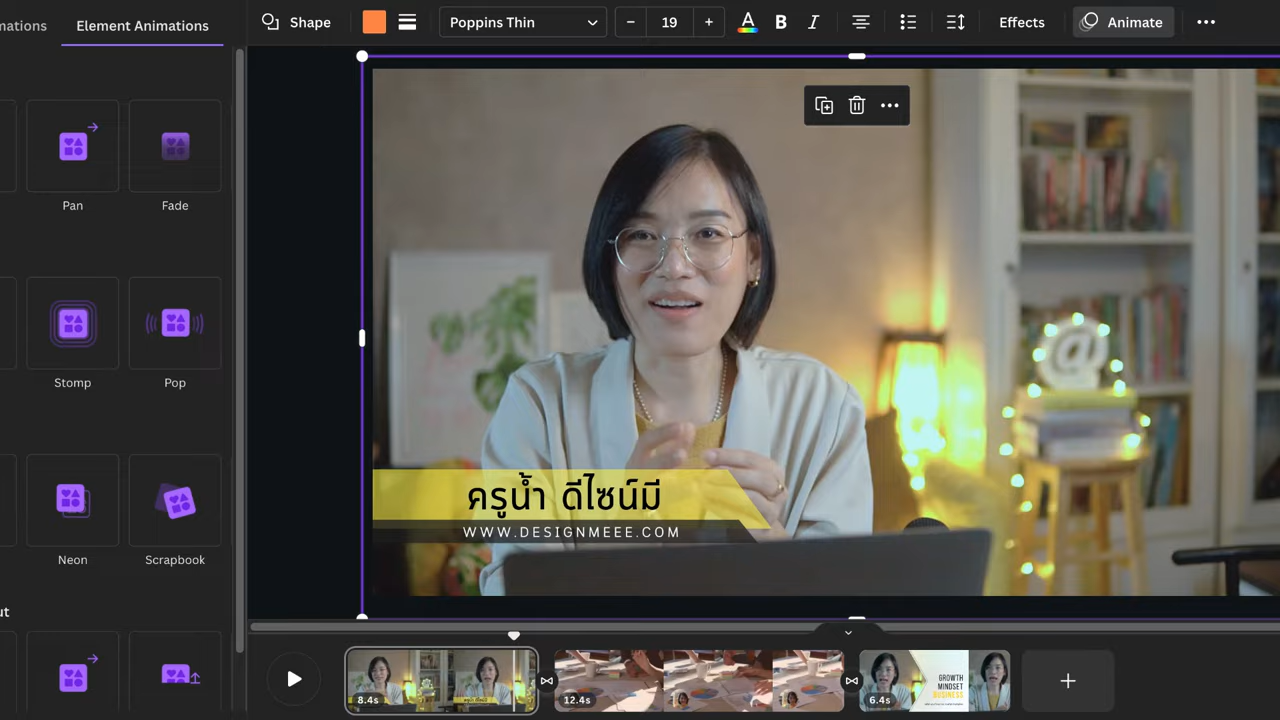 mations
Element Animations
Shape
Poppins Thin
- 19 +
A B I
Effects
Animate
Pan
Fade
Stomp
Pop
Neon
Scrapbook
ut
@
ครูน้ำ ดีไซน์มี
WWW.DESIGNMEEE.COM
8.4s
12.4s
6.4s
GROWTH
MINDSET
BUSINESS